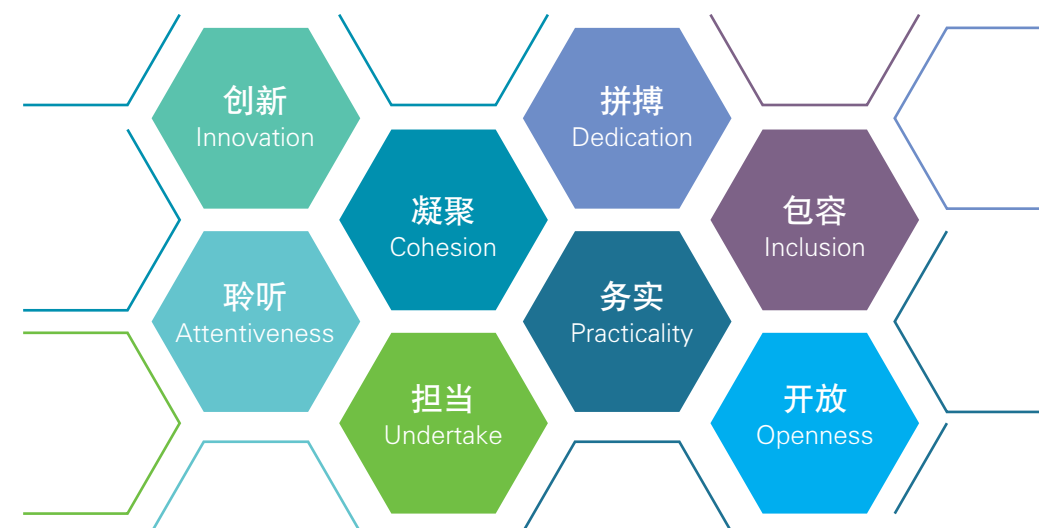 创新
Innovation
拼搏
Dedication
凝聚
Cohesion
包容
Inclusion
聆听
Attentiveness
务实
Practicality
担当
Undertake
开放
Openness